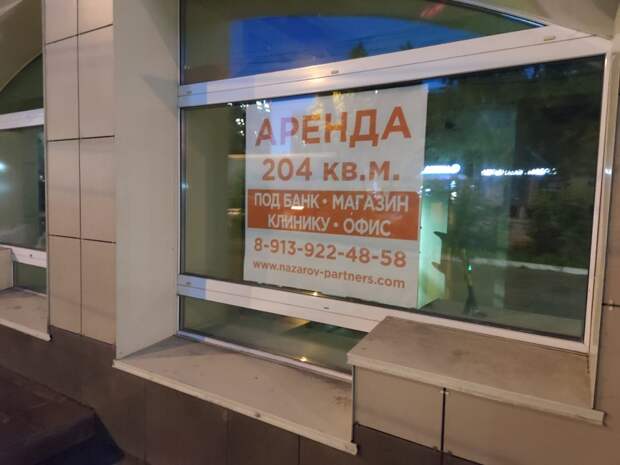 АРЕНДА
204 КВ.М.
ПОД БАНК • МАГАЗИН
КЛИНИКУ • ОФИС
8-913-922-48-58
www.nazarov-partners.com